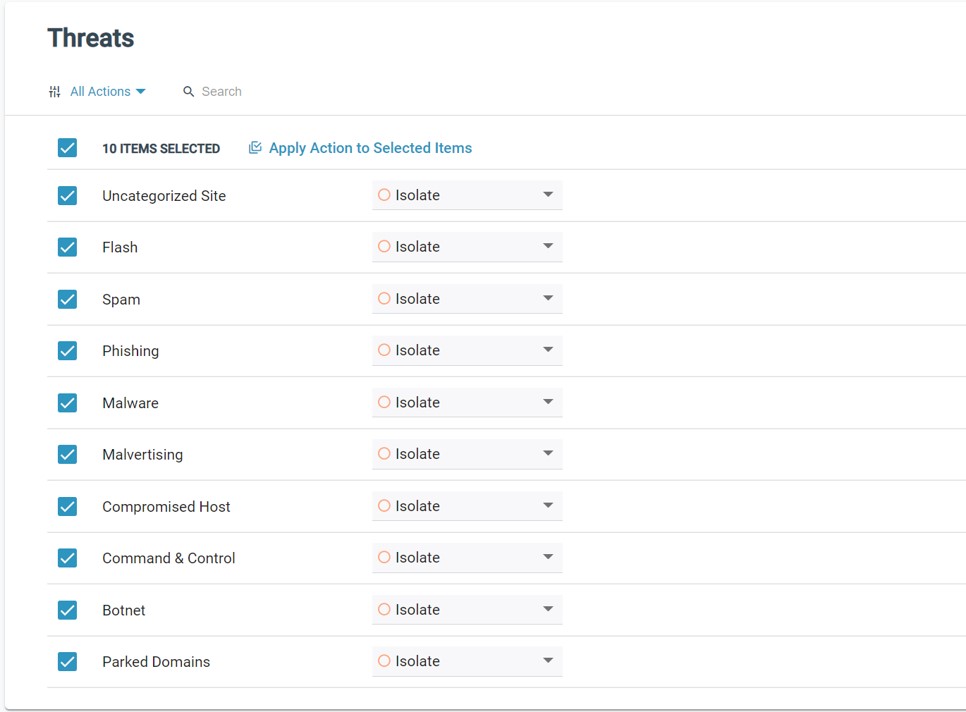 Threats
All Actions Search
10 ITEMS SELECTED Apply Action to Selected Items
Uncategorized Site Isolate
Flash Isolate
Spam Isolate
Phishing Isolate
Malware Isolate
Malvertising Isolate
Compromised Host Isolate
Command & Control Isolate
Botnet Isolate
Parked Domains Isolate